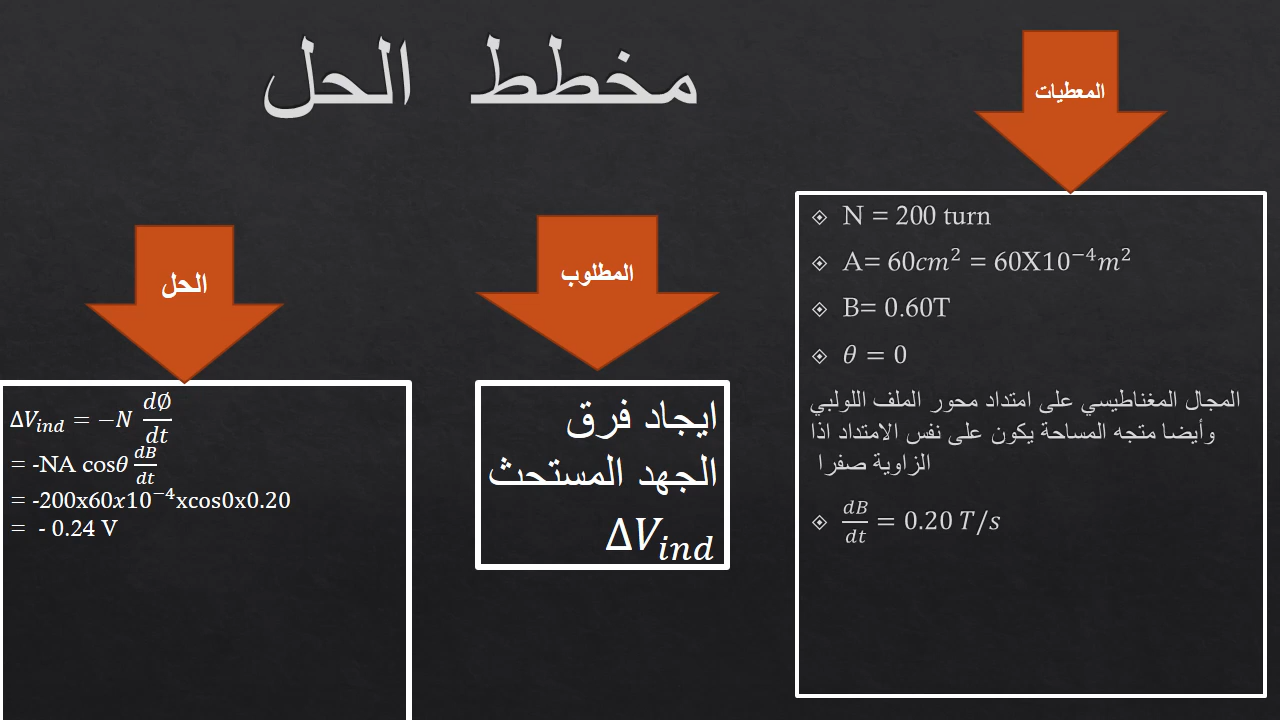 مخطط الحل
المعطيات
N = 200 turn
A= 60cm² = 60X10⁻⁴m²
B= 0.60T
θ = 0
المجال المغناطيسي على امتداد محور الملف اللولبي
وأيضا متجه المساحة يكون على نفس الامتداد اذا
الزاوية صفرا
dB/dt = 0.20 T/s
المطلوب
ايجاد فرق
الجهد المستحث
ΔV_ind
الحل
ΔV_ind = −N dØ/dt
= -NA cosθ dB/dt
= -200x60x10⁻⁴xcos0x0.20
= - 0.24 V